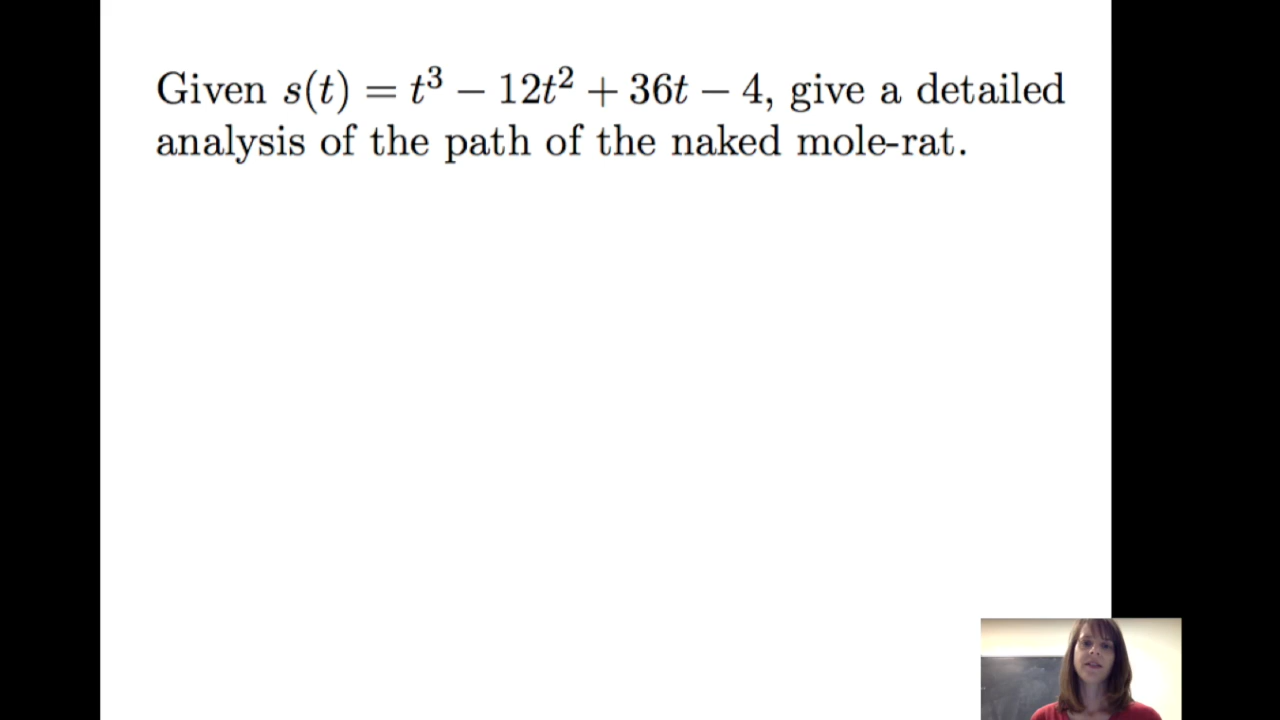 Given s(t) = t³ − 12t² + 36t − 4, give a detailed
analysis of the path of the naked mole-rat.